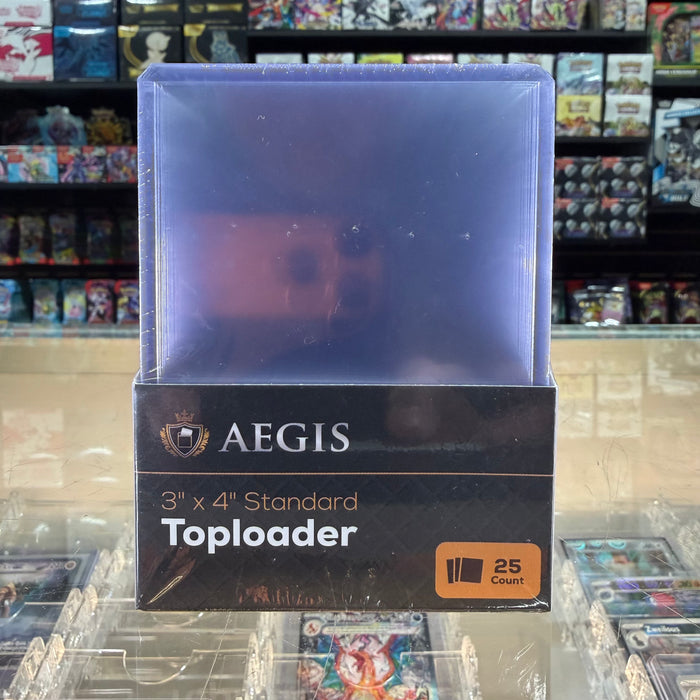 AEGIS
3" x 4" Standard
Toploader
25
Count